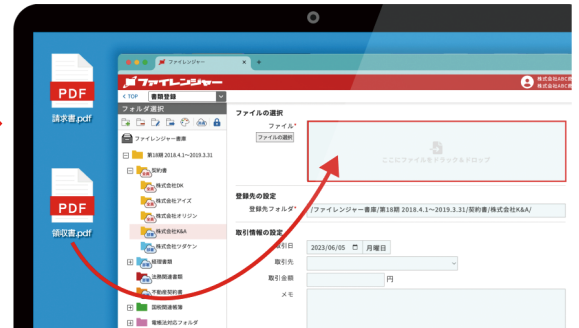 PDF
請求書.pdf
PDF
領収書.pdf
ファイレンジャー
ファイレンジャー
株式会社ABC
株式会社ABC
< TOP 書類登録
フォルダ選択
ファイレンジャー書庫
第18期 2018.4.1〜2019.3.31
契約書
株式会社DK
株式会社アイズ
株式会社オリジン
株式会社K&A
株式会社ツダケン
経理書類
法務関連書類
不動産契約書
国税関連帳簿
電帳法対応フォルダ
ファイルの選択
ファイル*
ファイルの選択
ここにファイルをドラック&ドロップ
登録先の設定
登録先フォルダ* /ファイレンジャー書庫/第18期 2018.4.1〜2019.3.31/契約書/株式会社K&A/
取引情報の設定
取引日 2023/06/05 月曜日
取引先
取引金額 円
メモ